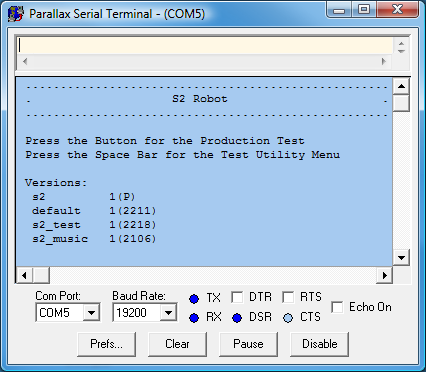 Parallax Serial Terminal - (COM5)
- - - - - - - - - - - - - - - - - - - - - - - - - - -
. S2 Robot .
- - - - - - - - - - - - - - - - - - - - - - - - - - -
Press the Button for the Production Test
Press the Space Bar for the Test Utility Menu
Versions:
s2 1(P)
default 1(2211)
s2_test 1(2218)
s2_music 1(2106)
Com Port: Baud Rate: TX DTR RTS
COM5 19200 RX DSR CTS Echo On
Prefs... Clear Pause Disable